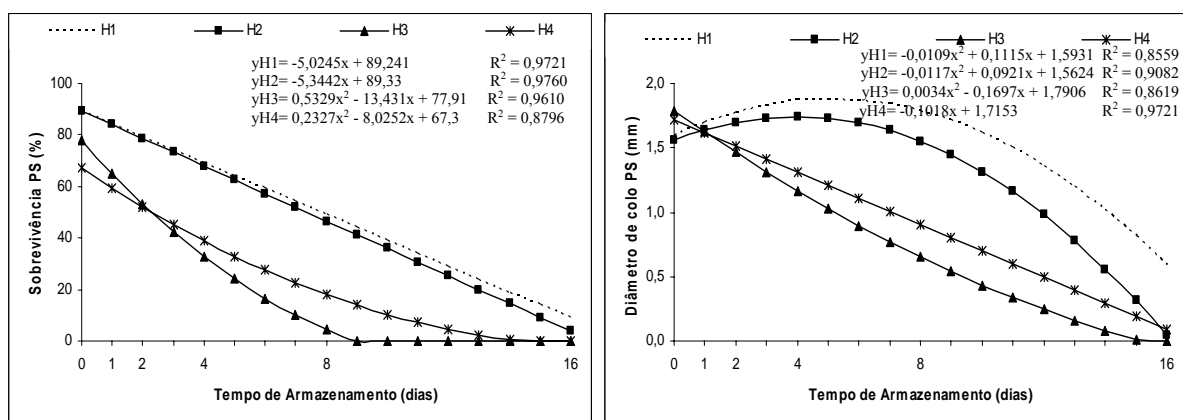 H1 H2 H3 H4
yH1= -5,0245x + 89,241 R² = 0,9721
yH2= -5,3442x + 89,33 R² = 0,9760
yH3= 0,5329x² - 13,431x + 77,91 R² = 0,9610
yH4= 0,2327x² - 8,0252x + 67,3 R² = 0,8796
Sobrevivência PS (%)
100
80
60
40
20
0
0 1 2 4 8 16
Tempo de Armazenamento (dias)
H1 H2 H3 H4
yH1= -0,0109x² + 0,1115x + 1,5931 R² = 0,8559
yH2= -0,0117x² + 0,0921x + 1,5624 R² = 0,9082
yH3= 0,0034x² - 0,1697x + 1,7906 R² = 0,8619
yH4= -0,1018x + 1,7153 R² = 0,9721
Diâmetro de colo PS (mm)
2,0
1,5
1,0
0,5
0,0
0 1 2 4 8 16
Tempo de Armazenamento (dias)